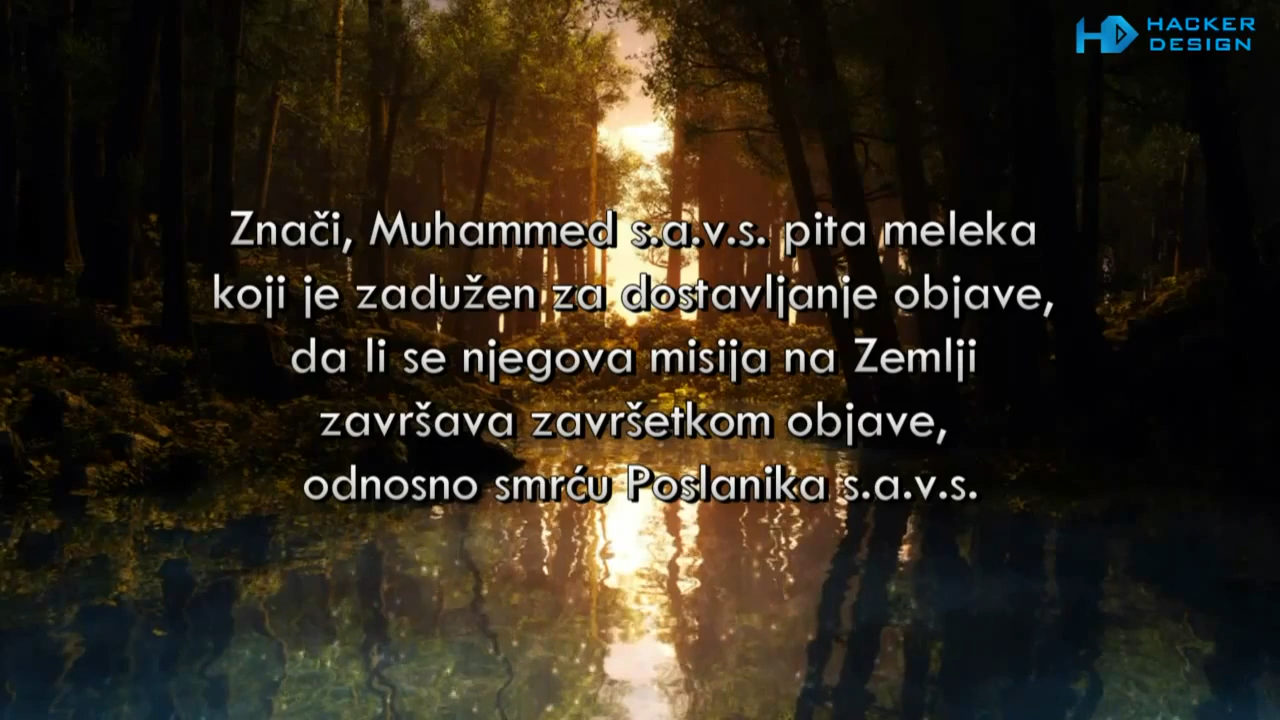 HACKER
DESIGN
Znači, Muhammed s.a.v.s. pita meleka
koji je zadužen za dostavljanje objave,
da li se njegova misija na Zemlji
završava završetkom objave,
odnosno smrću Poslanika s.a.v.s.